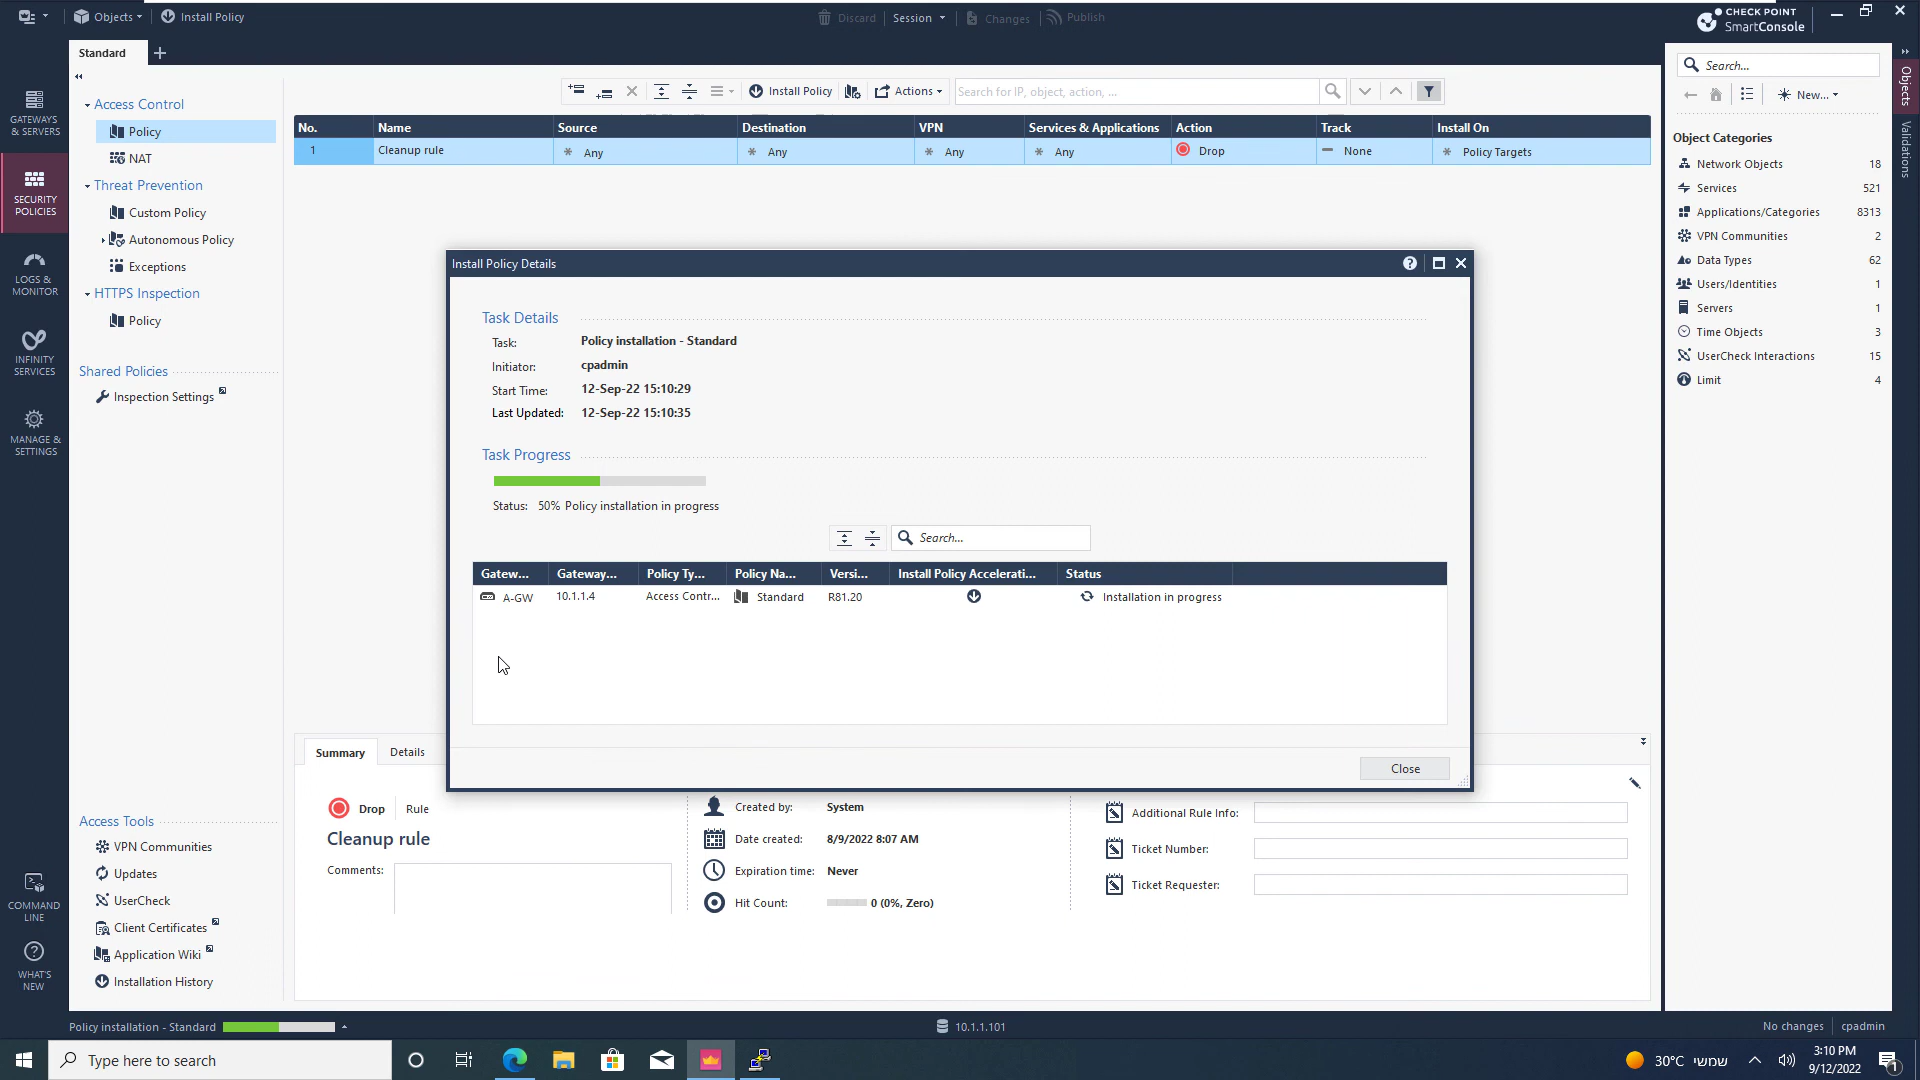 Objects
Install Policy
Discard
Session
Changes
Publish
CHECK POINT
SmartConsole
Standard
GATEWAYS
& SERVERS
SECURITY
POLICIES
LOGS &
MONITOR
INFINITY
SERVICES
MANAGE &
SETTINGS
COMMAND
LINE
WHAT'S
NEW
Access Control
Policy
NAT
Threat Prevention
Custom Policy
Autonomous Policy
Exceptions
HTTPS Inspection
Policy
Shared Policies
Inspection Settings
Access Tools
VPN Communities
Updates
UserCheck
Client Certificates
Application Wiki
Installation History
Install Policy
Actions
Search for IP, object, action, ...
No. Name Source Destination VPN Services & Applications Action Track Install On
1 Cleanup rule * Any * Any * Any * Any Drop None * Policy Targets
Install Policy Details
Task Details
Task: Policy installation - Standard
Initiator: cpadmin
Start Time: 12-Sep-22 15:10:29
Last Updated: 12-Sep-22 15:10:35
Task Progress
Status: 50% Policy installation in progress
Search...
Gatew... Gateway... Policy Ty... Policy Na... Versi... Install Policy Accelerati... Status
A-GW 10.1.1.4 Access Contr... Standard R81.20 Installation in progress
Close
Summary
Details
Drop
Rule
Cleanup rule
Comments:
Created by: System
Date created: 8/9/2022 8:07 AM
Expiration time: Never
Hit Count: 0 (0%, Zero)
Additional Rule Info:
Ticket Number:
Ticket Requester:
Search...
New...
Object Categories
Network Objects 18
Services 521
Applications/Categories 8313
VPN Communities 2
Data Types 62
Users/Identities 1
Servers 1
Time Objects 3
UserCheck Interactions 15
Limit 4
Objects
Validations
Policy installation - Standard
10.1.1.101
No changes
cpadmin
Type here to search
30°C שמשי
3:10 PM
9/12/2022
1